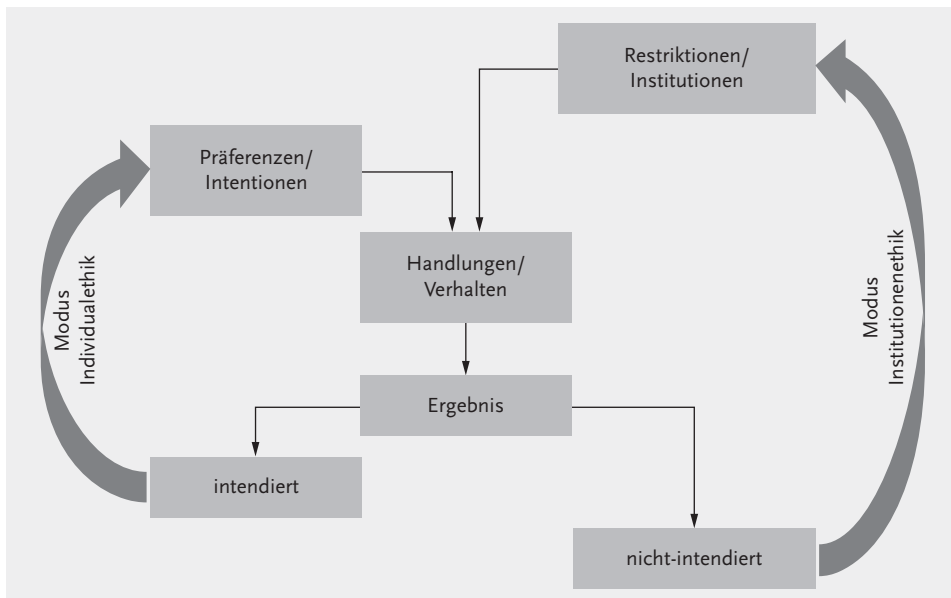 Restriktionen/
Institutionen
Präferenzen/
Intentionen
Handlungen/
Verhalten
Modus
Individualethik
Modus
Institutionenethik
Ergebnis
intendiert
nicht-intendiert